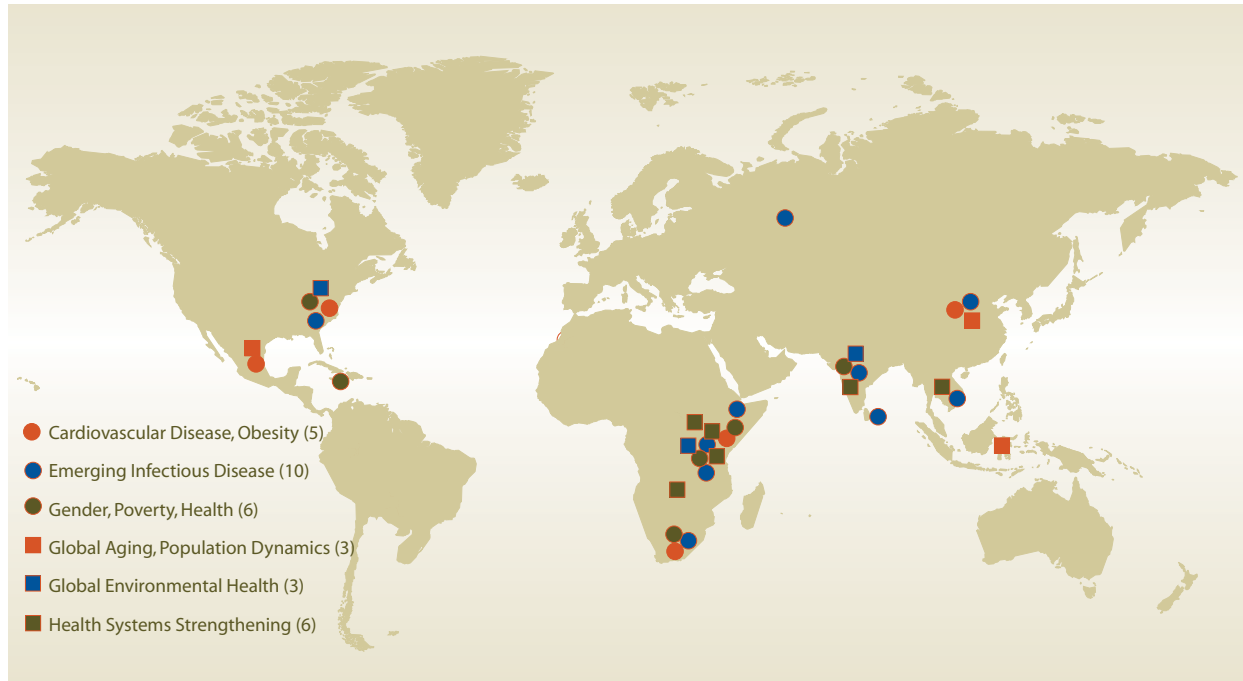 Cardiovascular Disease, Obesity (5)
Emerging Infectious Disease (10)
Gender, Poverty, Health (6)
Global Aging, Population Dynamics (3)
Global Environmental Health (3)
Health Systems Strengthening (6)